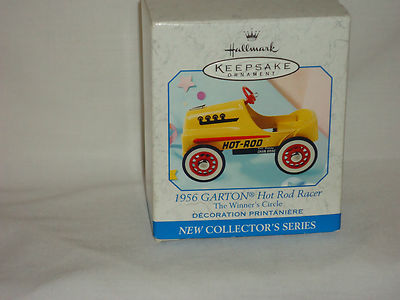 Hallmark
KEEPSAKE
ORNAMENT
HOT-ROD
1956 GARTON® Hot Rod Racer
The Winner's Circle
DÉCORATION PRINTANIÈRE
NEW COLLECTOR'S SERIES